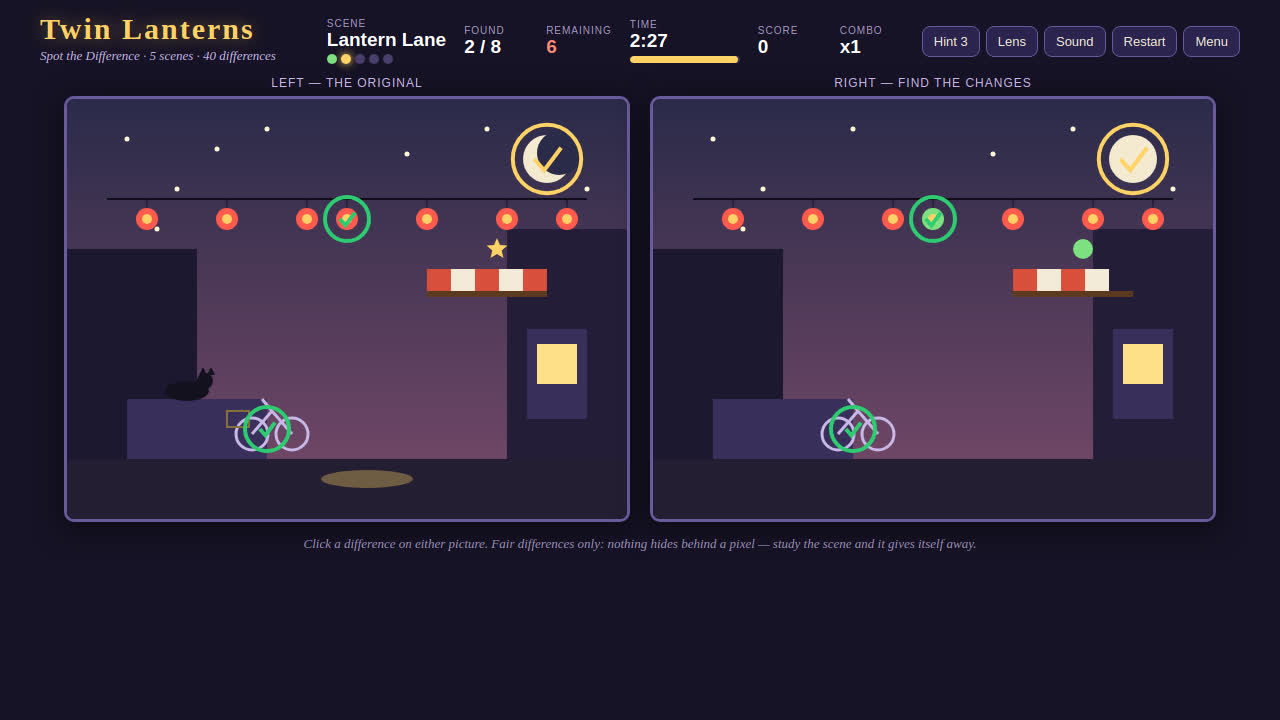 Twin Lanterns
Spot the Difference · 5 scenes · 40 differences
SCENE
Lantern Lane
FOUND
2 / 8
REMAINING
6
TIME
2:27
SCORE
0
COMBO
x1
Hint 3
Lens
Sound
Restart
Menu
LEFT — THE ORIGINAL
RIGHT — FIND THE CHANGES
Click a difference on either picture. Fair differences only: nothing hides behind a pixel — study the scene and it gives itself away.